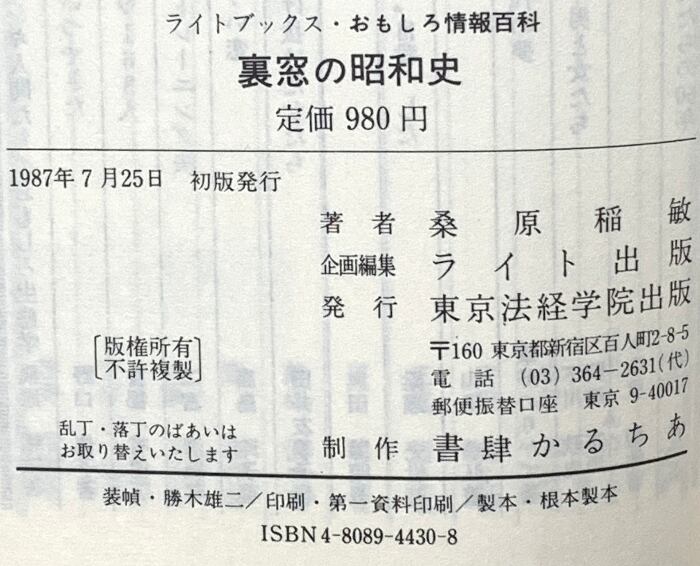 ライトブックス・おもしろ情報百科
裏窓の昭和史
定価 980 円
1987年7月25日　初版発行
著者　桑原稲敏
企画編集　ライト出版
発行　東京法経学院出版
〒160 東京都新宿区百人町2-8-5
電話 (03) 364-2631(代)
郵便振替口座 東京 9-40017
制作　書肆かるちあ
版権所有
不許複製
乱丁・落丁のばあいは
お取り替えいたします
装幀・勝木雄二／印刷・第一資料印刷／製本・根本製本
ISBN4-8089-4430-8